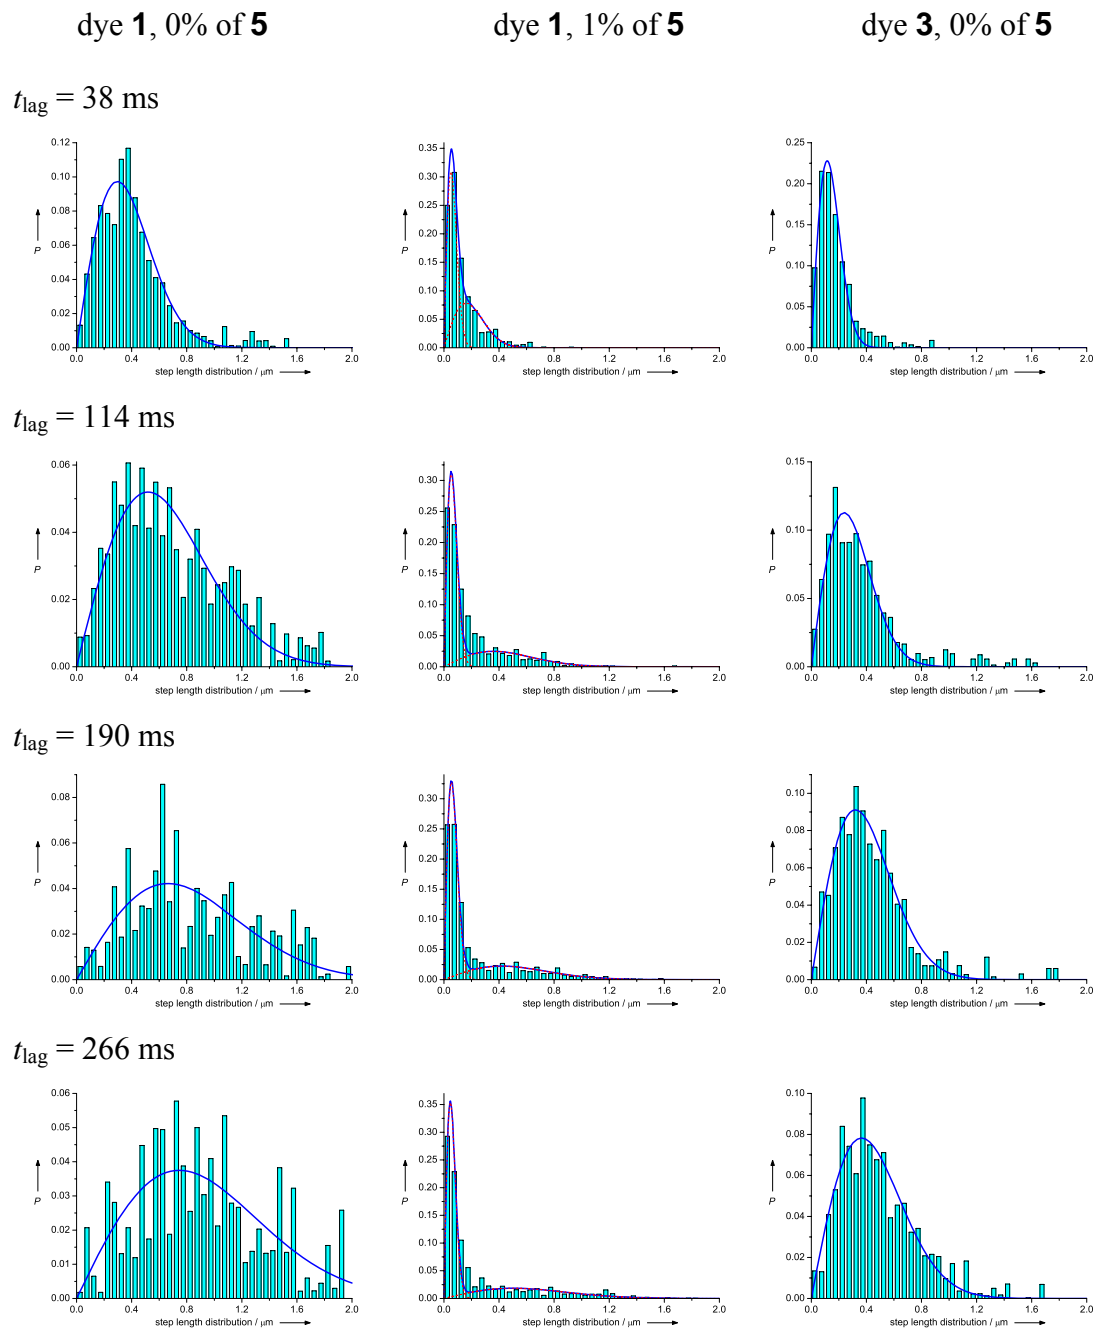 dye 1, 0% of 5 dye 1, 1% of 5 dye 3, 0% of 5
t_lag = 38 ms
0.12 0.10 0.08 0.06 0.04 0.02 0.00
P
0.0 0.4 0.8 1.2 1.6 2.0
step length distribution / μm
0.35 0.30 0.25 0.20 0.15 0.10 0.05 0.00
P
0.0 0.4 0.8 1.2 1.6 2.0
step length distribution / μm
0.25 0.20 0.15 0.10 0.05 0.00
P
0.0 0.4 0.8 1.2 1.6 2.0
step length distribution / μm
t_lag = 114 ms
0.06 0.04 0.02 0.00
P
0.0 0.4 0.8 1.2 1.6 2.0
step length distribution / μm
0.30 0.25 0.20 0.15 0.10 0.05 0.00
P
0.0 0.4 0.8 1.2 1.6 2.0
step length distribution / μm
0.15 0.10 0.05 0.00
P
0.0 0.4 0.8 1.2 1.6 2.0
step length distribution / μm
t_lag = 190 ms
0.08 0.06 0.04 0.02 0.00
P
0.0 0.4 0.8 1.2 1.6 2.0
step length distribution / μm
0.30 0.25 0.20 0.15 0.10 0.05 0.00
P
0.0 0.4 0.8 1.2 1.6 2.0
step length distribution / μm
0.10 0.08 0.06 0.04 0.02 0.00
P
0.0 0.4 0.8 1.2 1.6 2.0
step length distribution / μm
t_lag = 266 ms
0.06 0.05 0.04 0.03 0.02 0.01 0.00
P
0.0 0.4 0.8 1.2 1.6 2.0
step length distribution / μm
0.35 0.30 0.25 0.20 0.15 0.10 0.05 0.00
P
0.0 0.4 0.8 1.2 1.6 2.0
step length distribution / μm
0.10 0.08 0.06 0.04 0.02 0.00
P
0.0 0.4 0.8 1.2 1.6 2.0
step length distribution / μm